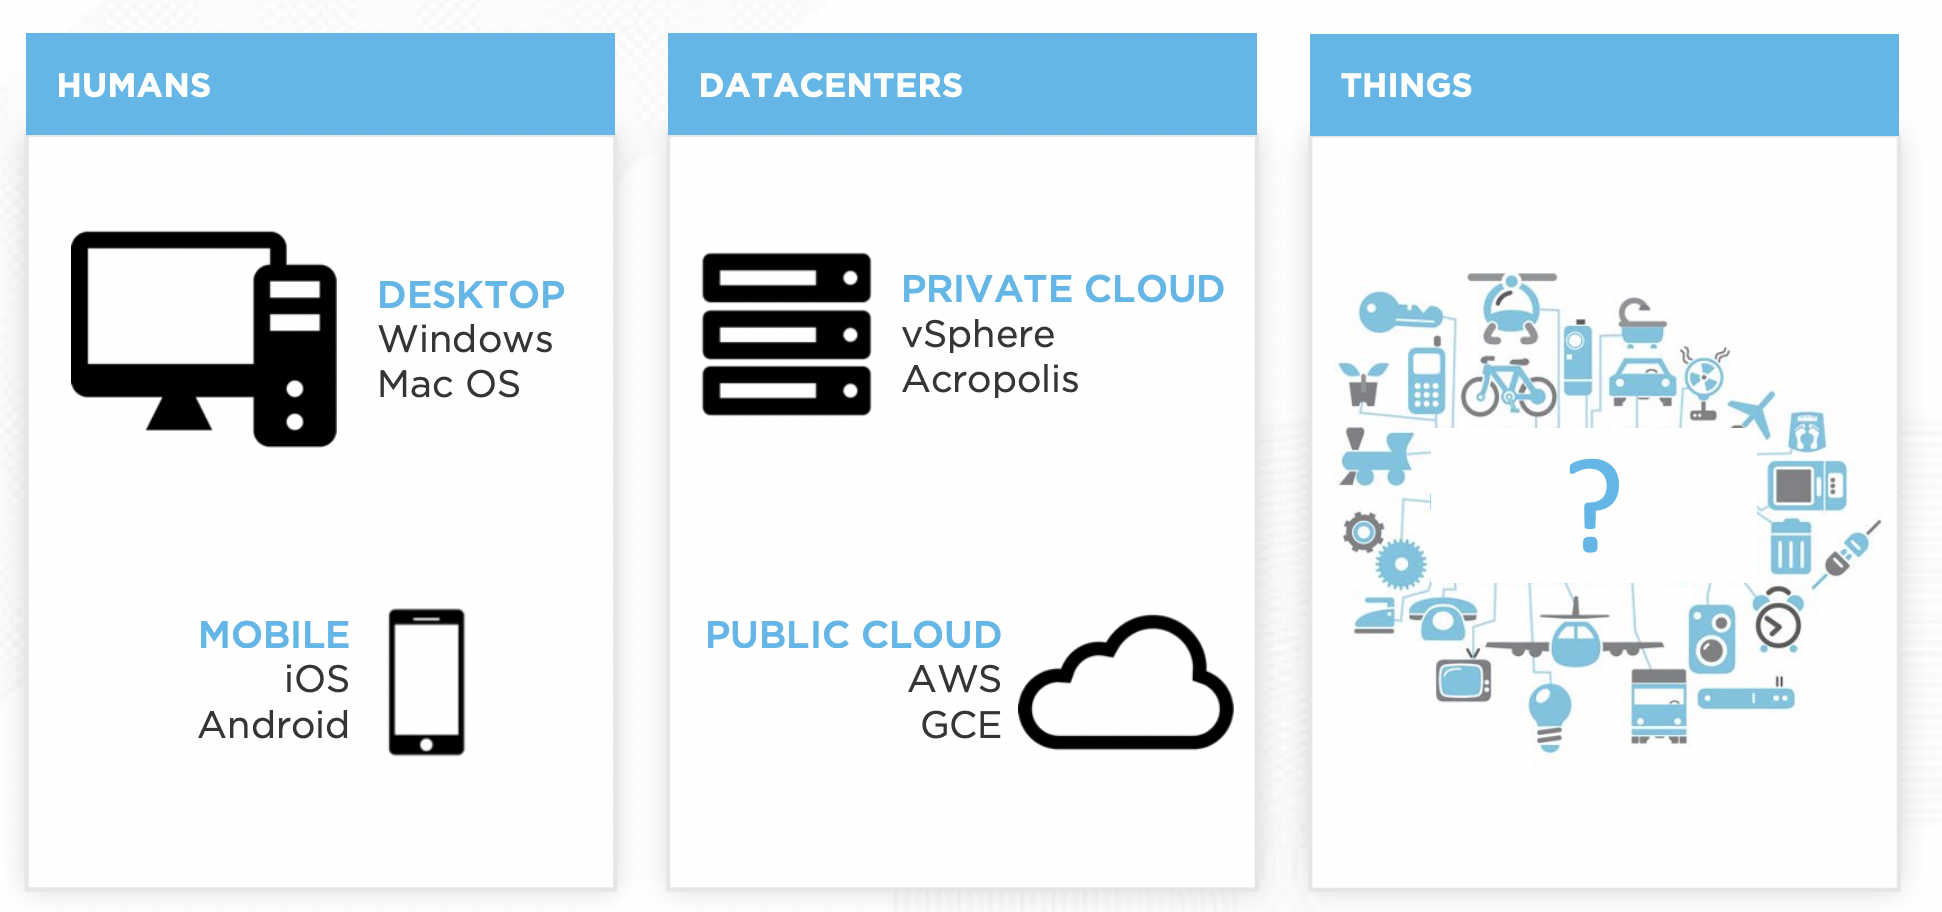 HUMANS
DESKTOP
Windows
Mac OS
MOBILE
iOS
Android
DATACENTERS
PRIVATE CLOUD
vSphere
Acropolis
PUBLIC CLOUD
AWS
GCE
THINGS
?